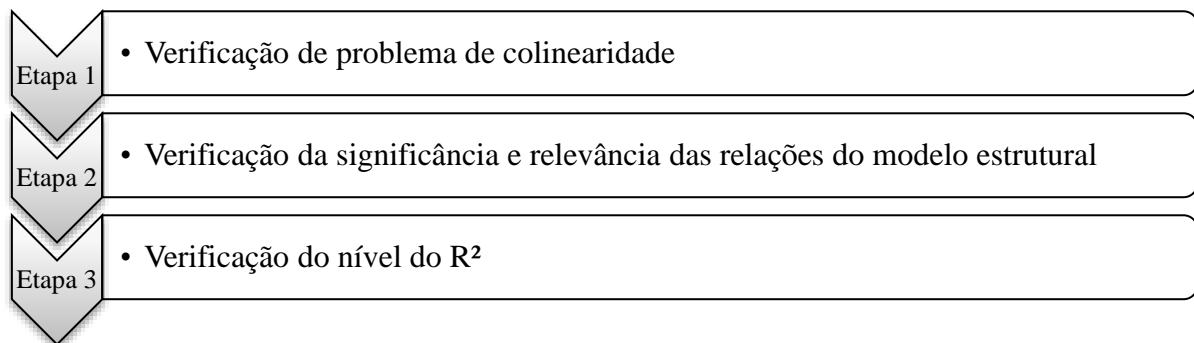 Etapa 1
• Verificação de problema de colinearidade
Etapa 2
• Verificação da significância e relevância das relações do modelo estrutural
Etapa 3
• Verificação do nível do R²